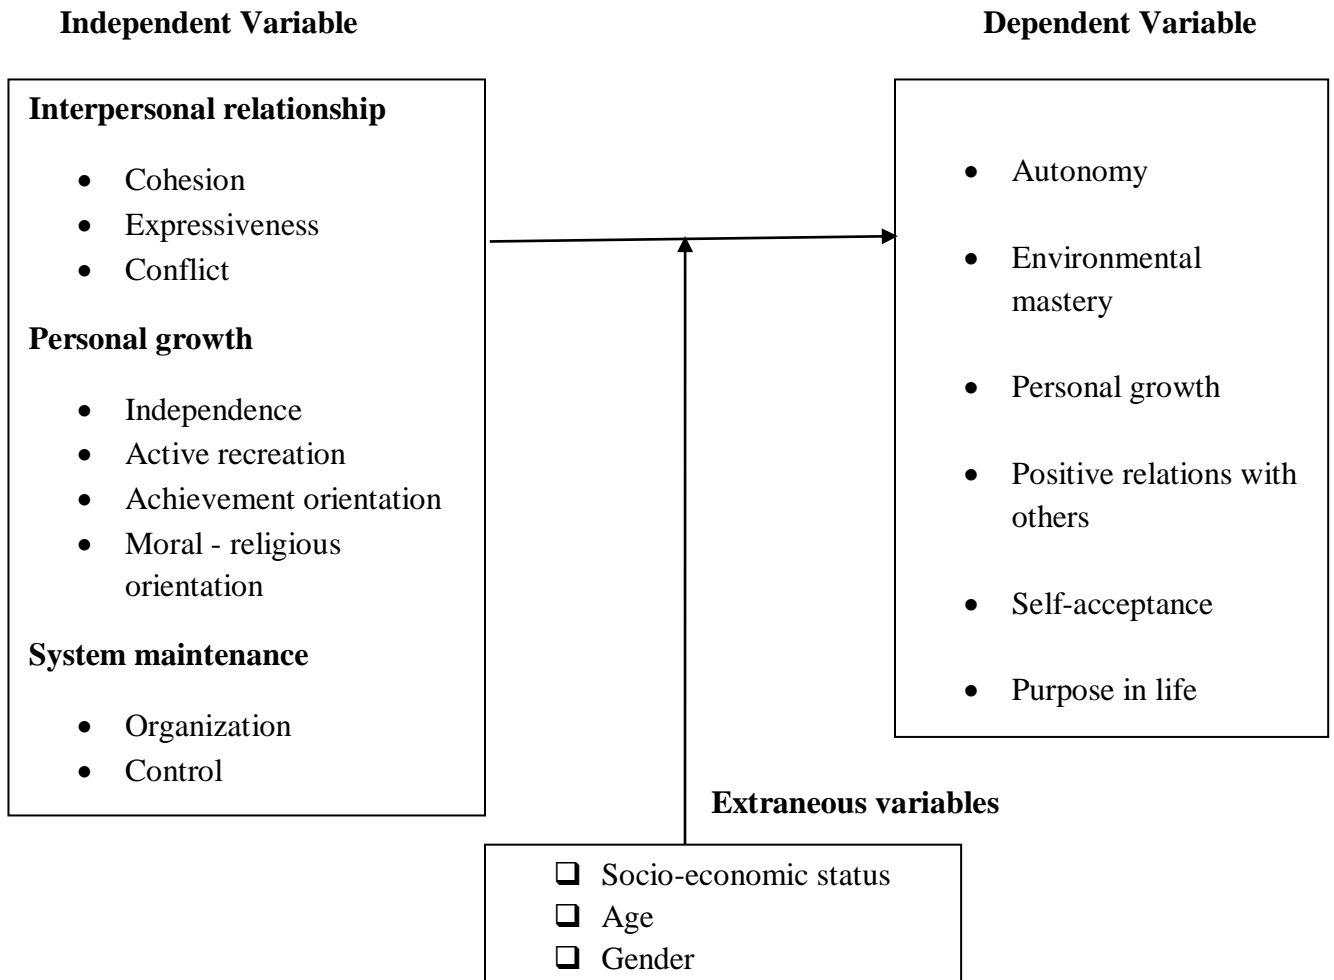 Independent Variable
Dependent Variable
Interpersonal relationship
• Cohesion
• Expressiveness
• Conflict
Personal growth
• Independence
• Active recreation
• Achievement orientation
• Moral - religious
orientation
System maintenance
• Organization
• Control
• Autonomy
• Environmental
mastery
• Personal growth
• Positive relations with
others
• Self-acceptance
• Purpose in life
Extraneous variables
❑ Socio-economic status
❑ Age
❑ Gender